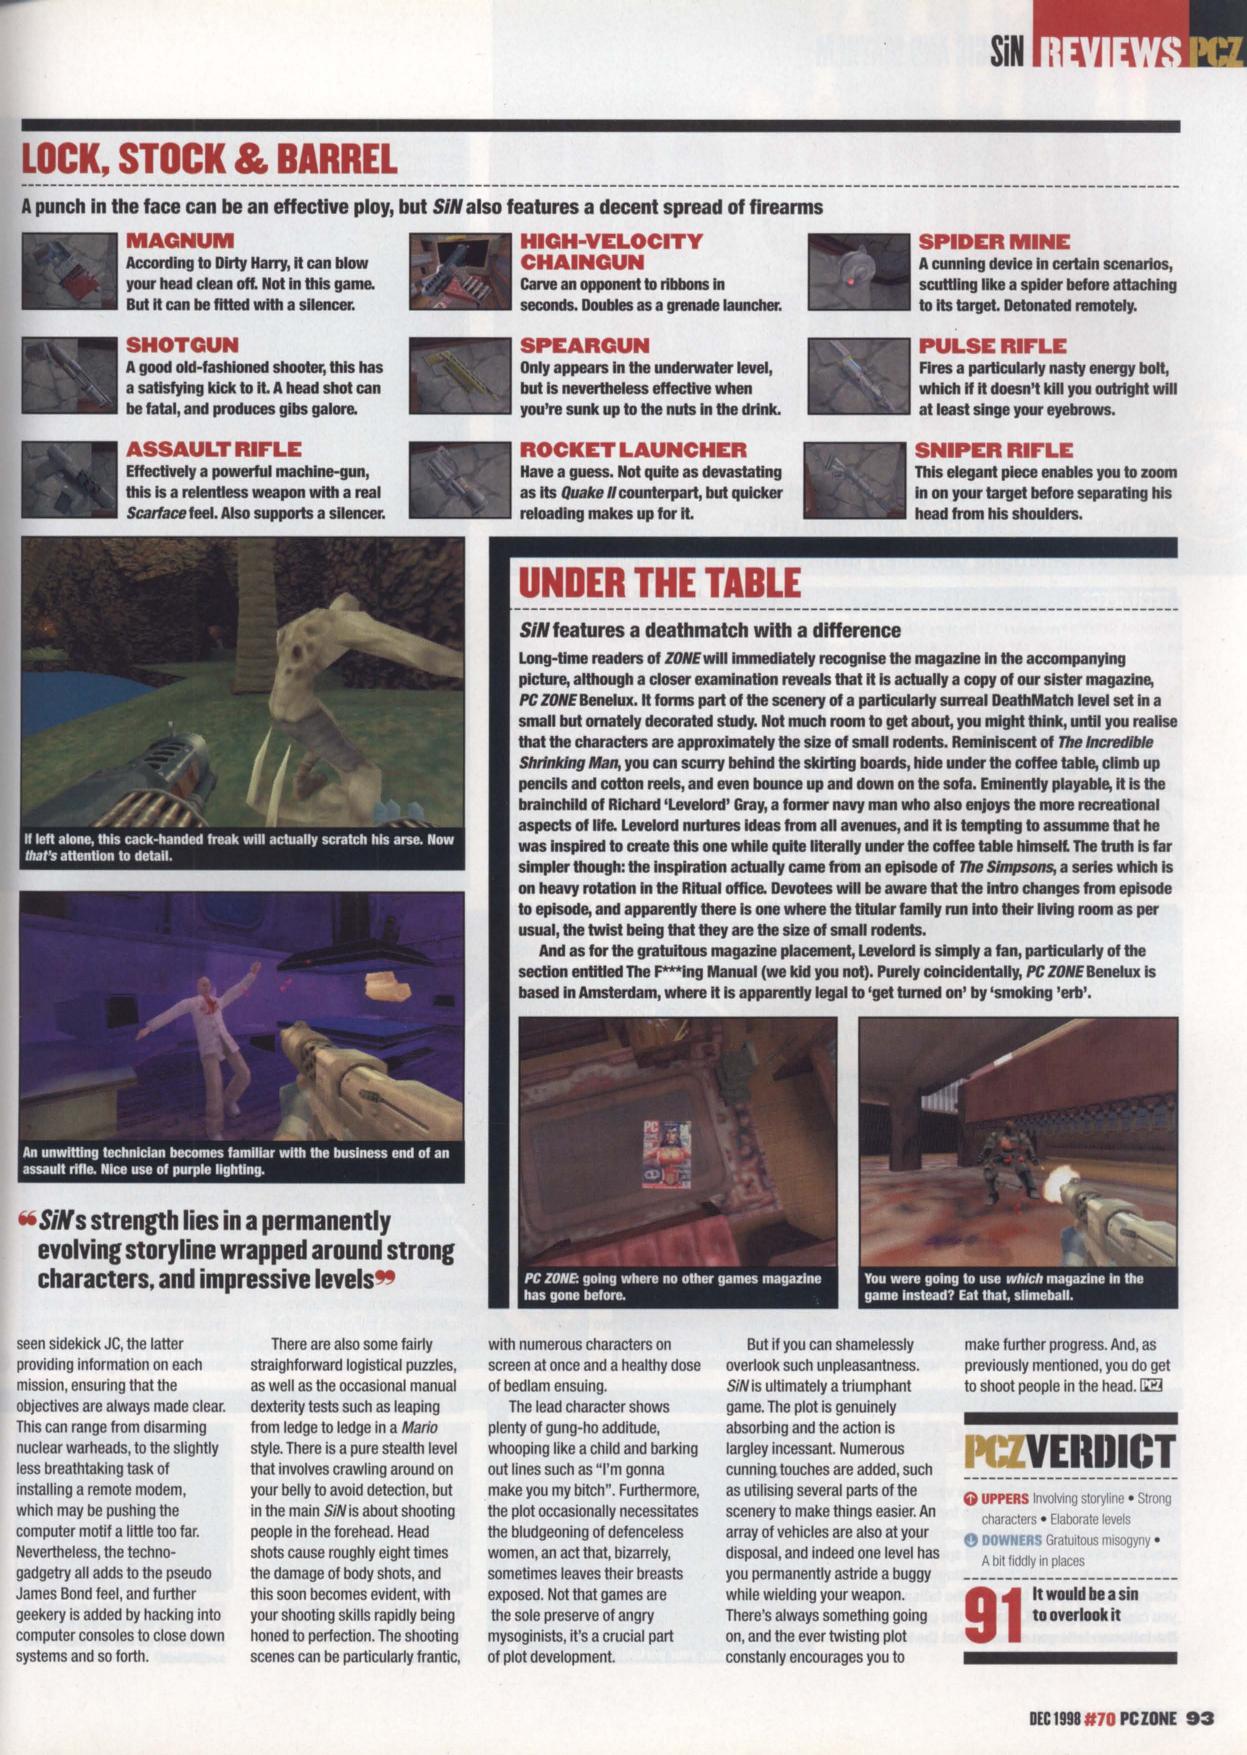 SiN REVIEWS PCZ
LOCK, STOCK & BARREL
A punch in the face can be an effective ploy, but SiN also features a decent spread of firearms
MAGNUM
According to Dirty Harry, it can blow
your head clean off. Not in this game.
But it can be fitted with a silencer.
SHOTGUN
A good old-fashioned shooter, this has
a satisfying kick to it. A head shot can
be fatal, and produces gibs galore.
ASSAULT RIFLE
Effectively a powerful machine-gun,
this is a relentless weapon with a real
Scarface feel. Also supports a silencer.
HIGH-VELOCITY
CHAINGUN
Carve an opponent to ribbons in
seconds. Doubles as a grenade launcher.
SPEARGUN
Only appears in the underwater level,
but is nevertheless effective when
you're sunk up to the nuts in the drink.
ROCKET LAUNCHER
Have a guess. Not quite as devastating
as its Quake II counterpart, but quicker
reloading makes up for it.
SPIDER MINE
A cunning device in certain scenarios,
scuttling like a spider before attaching
to its target. Detonated remotely.
PULSE RIFLE
Fires a particularly nasty energy bolt,
which if it doesn't kill you outright will
at least singe your eyebrows.
SNIPER RIFLE
This elegant piece enables you to zoom
in on your target before separating his
head from his shoulders.
If left alone, this cack-handed freak will actually scratch his arse. Now
that's attention to detail.
An unwitting technician becomes familiar with the business end of an
assault rifle. Nice use of purple lighting.
“SiN's strength lies in a permanently
evolving storyline wrapped around strong
characters, and impressive levels”
UNDER THE TABLE
SiN features a deathmatch with a difference
Long-time readers of ZONE will immediately recognise the magazine in the accompanying
picture, although a closer examination reveals that it is actually a copy of our sister magazine,
PC ZONE Benelux. It forms part of the scenery of a particularly surreal DeathMatch level set in a
small but ornately decorated study. Not much room to get about, you might think, until you realise
that the characters are approximately the size of small rodents. Reminiscent of The Incredible
Shrinking Man, you can scurry behind the skirting boards, hide under the coffee table, climb up
pencils and cotton reels, and even bounce up and down on the sofa. Eminently playable, it is the
brainchild of Richard ‘Levelord’ Gray, a former navy man who also enjoys the more recreational
aspects of life. Levelord nurtures ideas from all avenues, and it is tempting to assumme that he
was inspired to create this one while quite literally under the coffee table himself. The truth is far
simpler though: the inspiration actually came from an episode of The Simpsons, a series which is
on heavy rotation in the Ritual office. Devotees will be aware that the intro changes from episode
to episode, and apparently there is one where the titular family run into their living room as per
usual, the twist being that they are the size of small rodents.
And as for the gratuitous magazine placement, Levelord is simply a fan, particularly of the
section entitled The F***ing Manual (we kid you not). Purely coincidentally, PC ZONE Benelux is
based in Amsterdam, where it is apparently legal to ‘get turned on’ by ‘smoking ’erb’.
PC
PC ZONE: going where no other games magazine
has gone before.
You were going to use which magazine in the
game instead? Eat that, slimeball.
seen sidekick JC, the latter
providing information on each
mission, ensuring that the
objectives are always made clear.
This can range from disarming
nuclear warheads, to the slightly
less breathtaking task of
installing a remote modem,
which may be pushing the
computer motif a little too far.
Nevertheless, the techno-
gadgetry all adds to the pseudo
James Bond feel, and further
geekery is added by hacking into
computer consoles to close down
systems and so forth.
There are also some fairly
straighforward logistical puzzles,
as well as the occasional manual
dexterity tests such as leaping
from ledge to ledge in a Mario
style. There is a pure stealth level
that involves crawling around on
your belly to avoid detection, but
in the main SiN is about shooting
people in the forehead. Head
shots cause roughly eight times
the damage of body shots, and
this soon becomes evident, with
your shooting skills rapidly being
honed to perfection. The shooting
scenes can be particularly frantic,
with numerous characters on
screen at once and a healthy dose
of bedlam ensuing.
The lead character shows
plenty of gung-ho additude,
whooping like a child and barking
out lines such as “I'm gonna
make you my bitch”. Furthermore,
the plot occasionally necessitates
the bludgeoning of defenceless
women, an act that, bizarrely,
sometimes leaves their breasts
exposed. Not that games are
the sole preserve of angry
mysoginists, it's a crucial part
of plot development.
But if you can shamelessly
overlook such unpleasantness.
SiN is ultimately a triumphant
game. The plot is genuinely
absorbing and the action is
largley incessant. Numerous
cunning touches are added, such
as utilising several parts of the
scenery to make things easier. An
array of vehicles are also at your
disposal, and indeed one level has
you permanently astride a buggy
while wielding your weapon.
There's always something going
on, and the ever twisting plot
constantly encourages you to
make further progress. And, as
previously mentioned, you do get
to shoot people in the head. PCZ
PCZVERDICT
UPPERS Involving storyline • Strong
characters • Elaborate levels
DOWNERS Gratuitous misogyny •
A bit fiddly in places
91 It would be a sin
to overlook it
DEC 1998 #70 PC ZONE 93